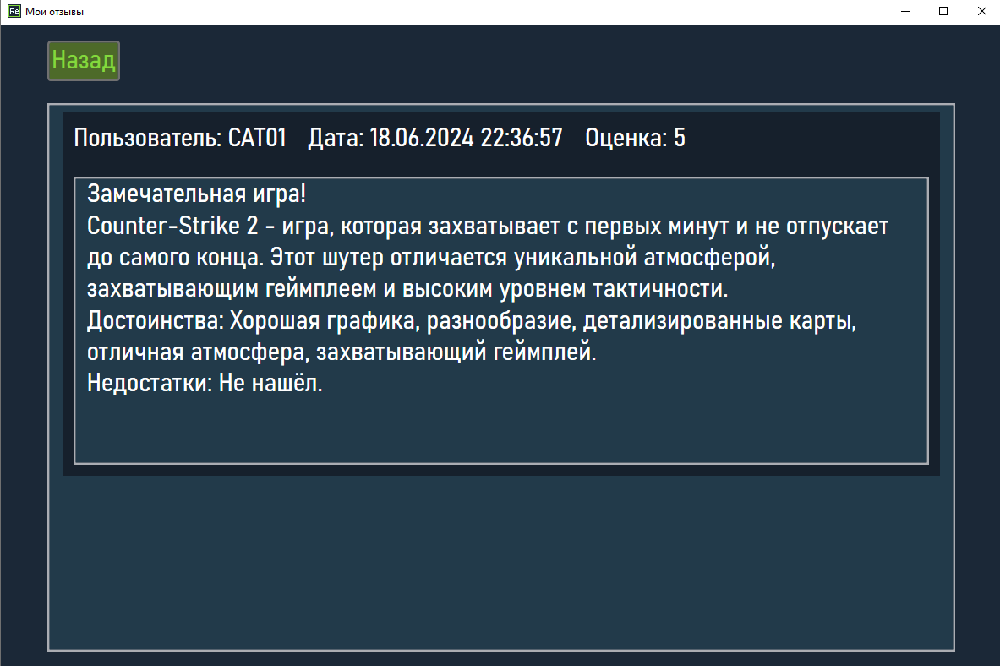 Re Мои отзывы
Назад
Пользователь: CAT01 Дата: 18.06.2024 22:36:57 Оценка: 5
Замечательная игра!
Counter-Strike 2 - игра, которая захватывает с первых минут и не отпускает
до самого конца. Этот шутер отличается уникальной атмосферой,
захватывающим геймплеем и высоким уровнем тактичности.
Достоинства: Хорошая графика, разнообразие, детализированные карты,
отличная атмосфера, захватывающий геймплей.
Недостатки: Не нашёл.